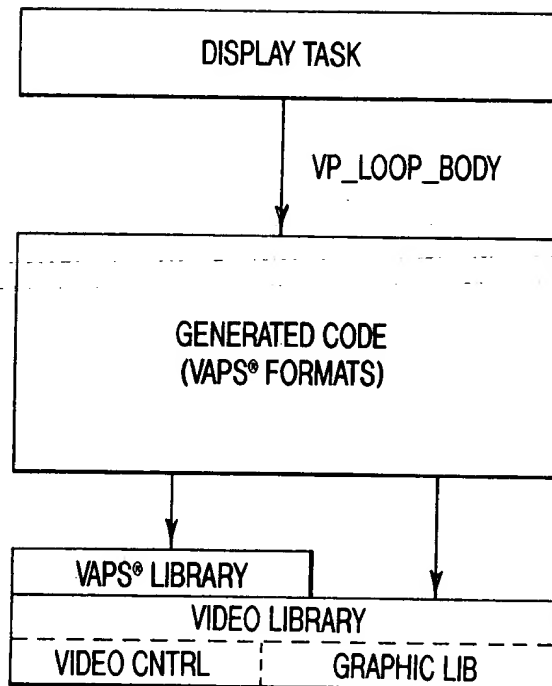 DISPLAY TASK
VP_LOOP_BODY
GENERATED CODE
(VAPS® FORMATS)
VAPS® LIBRARY
VIDEO LIBRARY
VIDEO CNTRL
GRAPHIC LIB